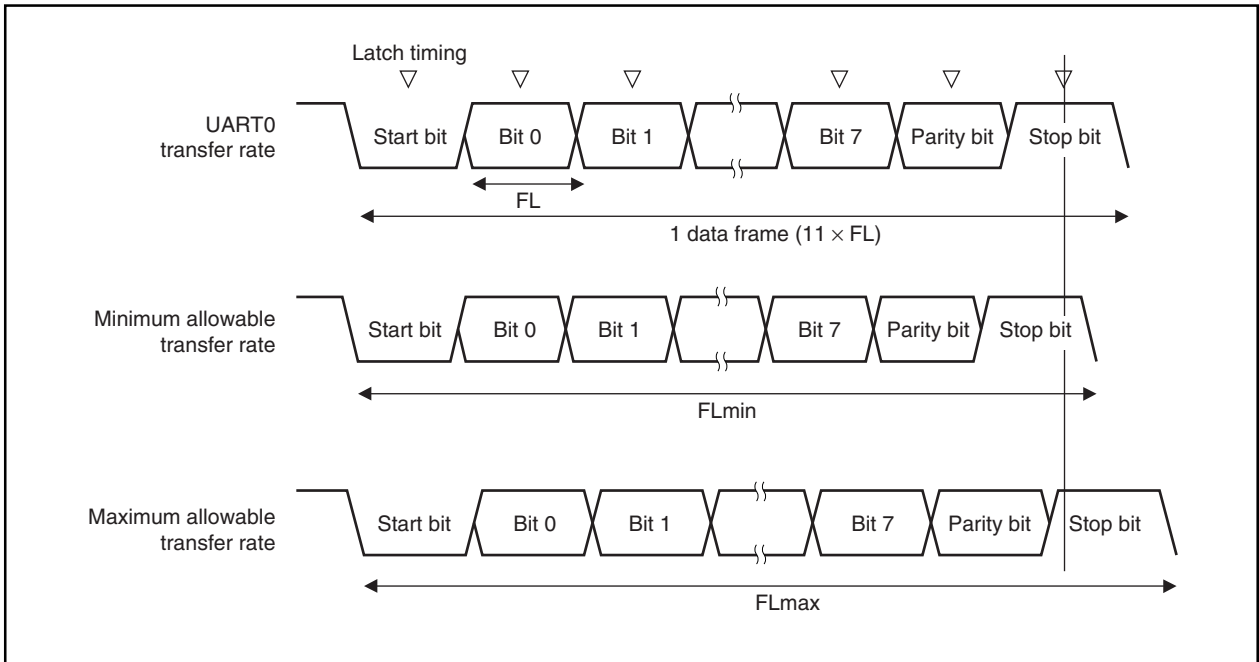 Latch timing
UART0
transfer rate
Start bit
Bit 0
Bit 1
Bit 7
Parity bit
Stop bit
FL
1 data frame (11 × FL)
Minimum allowable
transfer rate
Start bit
Bit 0
Bit 1
Bit 7
Parity bit
Stop bit
FLmin
Maximum allowable
transfer rate
Start bit
Bit 0
Bit 1
Bit 7
Parity bit
Stop bit
FLmax